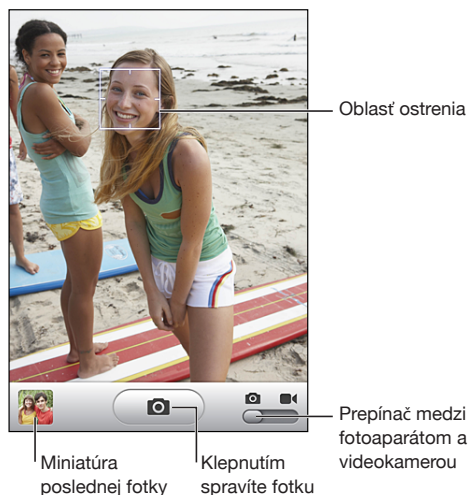 Oblasť ostrenia
Prepínač medzi
fotoaparátom a
videokamerou
Miniatúra
poslednej fotky
Klepnutím
spravíte fotku